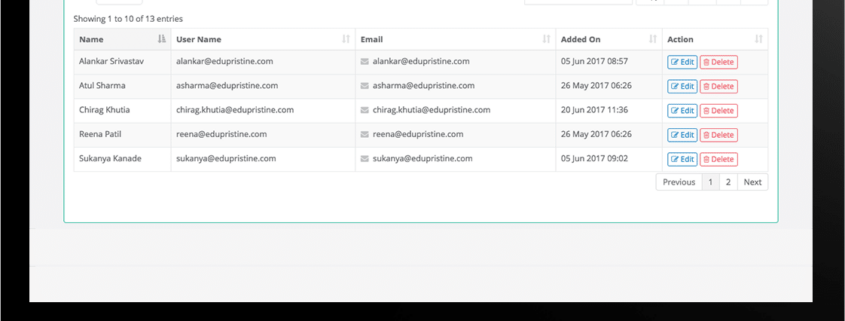 Showing 1 to 10 of 13 entries
Name User Name Email Added On Action
Alankar Srivastav alankar@edupristine.com alankar@edupristine.com 05 Jun 2017 08:57 Edit Delete
Atul Sharma asharma@edupristine.com asharma@edupristine.com 26 May 2017 06:26 Edit Delete
Chirag Khutia chirag.khutia@edupristine.com chirag.khutia@edupristine.com 20 Jun 2017 11:36 Edit Delete
Reena Patil reena@edupristine.com reena@edupristine.com 26 May 2017 06:26 Edit Delete
Sukanya Kanade sukanya@edupristine.com sukanya@edupristine.com 05 Jun 2017 09:02 Edit Delete
Previous 1 2 Next